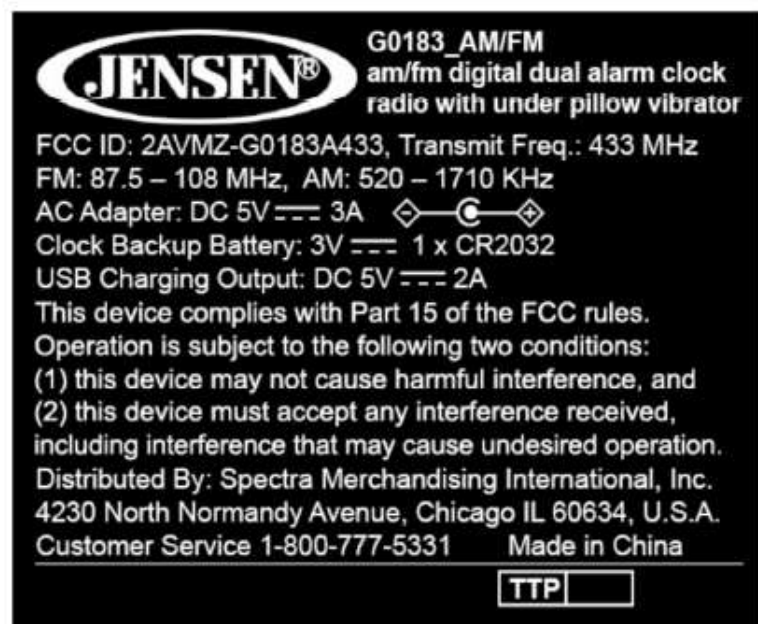 JENSEN®
G0183_AM/FM
am/fm digital dual alarm clock
radio with under pillow vibrator
FCC ID: 2AVMZ-G0183A433, Transmit Freq.: 433 MHz
FM: 87.5 – 108 MHz, AM: 520 – 1710 KHz
AC Adapter: DC 5V ⎓ 3A
Clock Backup Battery: 3V ⎓ 1 x CR2032
USB Charging Output: DC 5V ⎓ 2A
This device complies with Part 15 of the FCC rules.
Operation is subject to the following two conditions:
(1) this device may not cause harmful interference, and
(2) this device must accept any interference received,
including interference that may cause undesired operation.
Distributed By: Spectra Merchandising International, Inc.
4230 North Normandy Avenue, Chicago IL 60634, U.S.A.
Customer Service 1-800-777-5331 Made in China
TTP